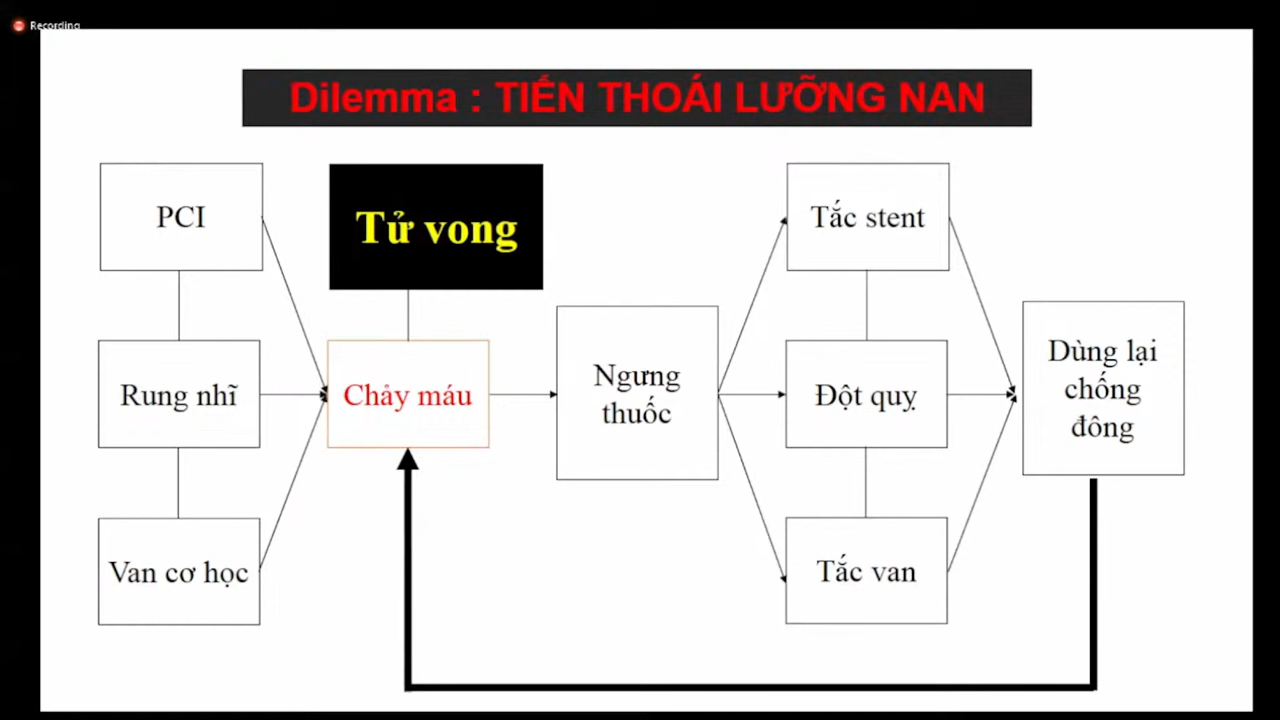 Recording
Dilemma : TIẾN THOÁI LƯỠNG NAN
PCI
Tử vong
Tắc stent
Rung nhĩ
Chảy máu
Ngưng
thuốc
Đột quỵ
Dùng lại
chống
đông
Van cơ học
Tắc van